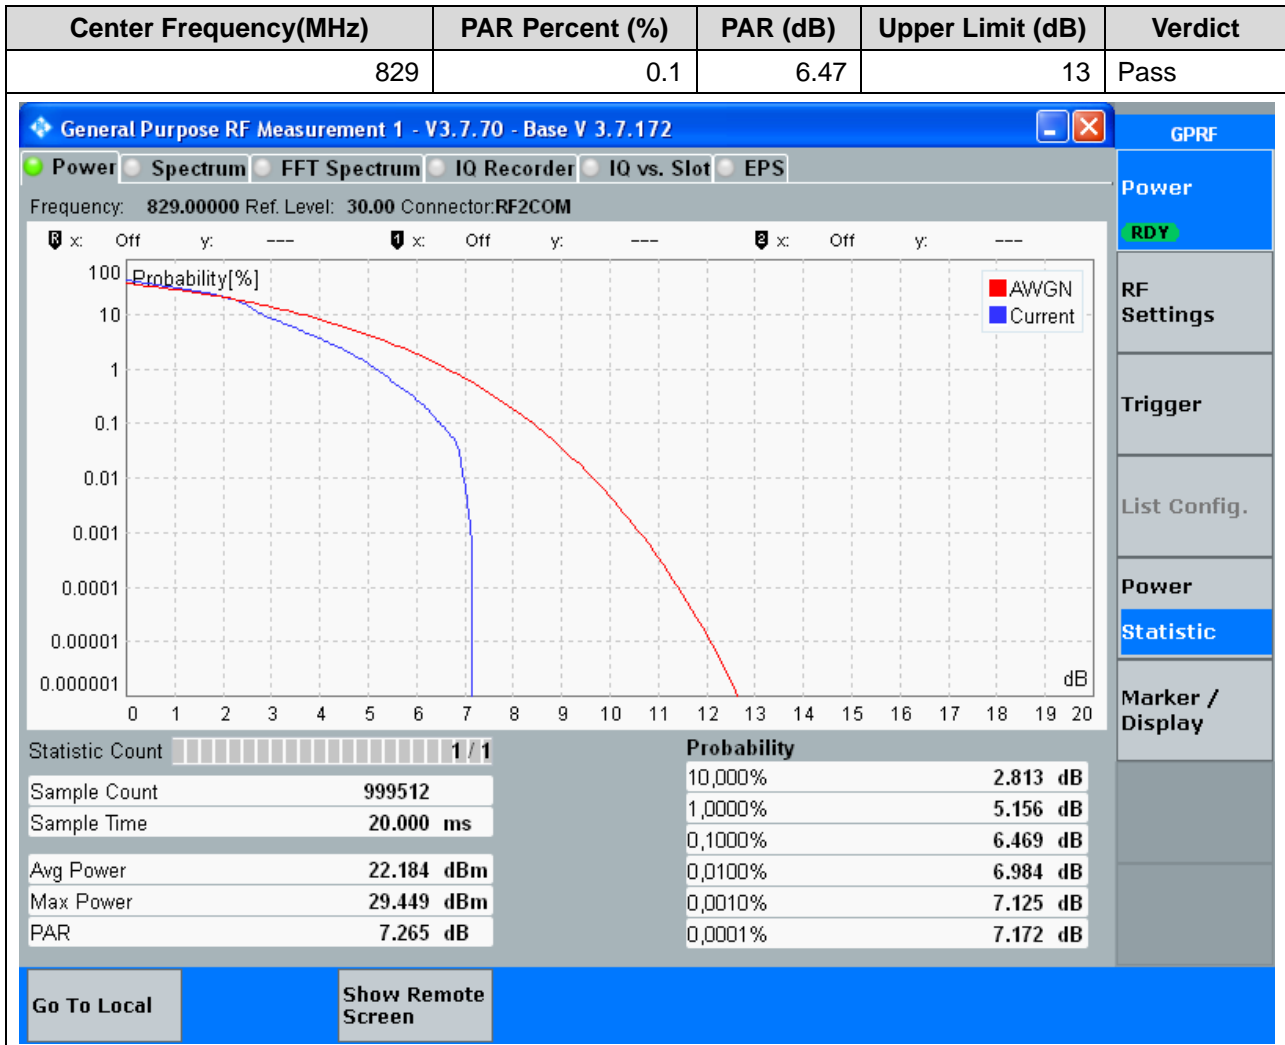 Center Frequency(MHz) PAR Percent (%) PAR (dB) Upper Limit (dB) Verdict
829 0.1 6.47 13 Pass
General Purpose RF Measurement 1 - V3.7.70 - Base V 3.7.172
GPRF
Power Spectrum FFT Spectrum IQ Recorder IQ vs. Slot EPS
Power
RDY
Frequency: 829.00000 Ref. Level: 30.00 Connector:RF2COM
R x: Off y: --- 1 x: Off y: --- 2 x: Off y: ---
Probability[%]
AWGN
Current
100
10
1
0.1
0.01
0.001
0.0001
0.00001
0.000001
dB
0 1 2 3 4 5 6 7 8 9 10 11 12 13 14 15 16 17 18 19 20
RF
Settings
Trigger
List Config.
Power
Statistic
Marker /
Display
Statistic Count 1 / 1
Sample Count 999512
Sample Time 20.000 ms
Avg Power 22.184 dBm
Max Power 29.449 dBm
PAR 7.265 dB
Probability
10,000% 2.813 dB
1,0000% 5.156 dB
0,1000% 6.469 dB
0,0100% 6.984 dB
0,0010% 7.125 dB
0,0001% 7.172 dB
Go To Local
Show Remote
Screen